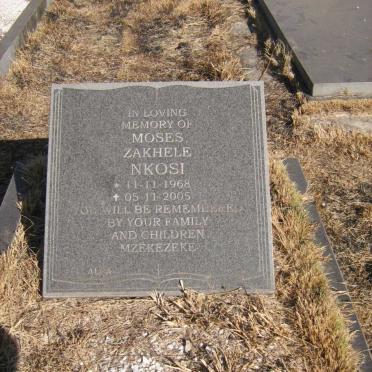 IN LOVING
MEMORY OF
MOSES
ZAKHELE
NKOSI
* 11-11-1968
✝ 05-11-2005
YOU WILL BE REMEMBERED
BY YOUR FAMILY
AND CHILDREN
MZEKEZEKE